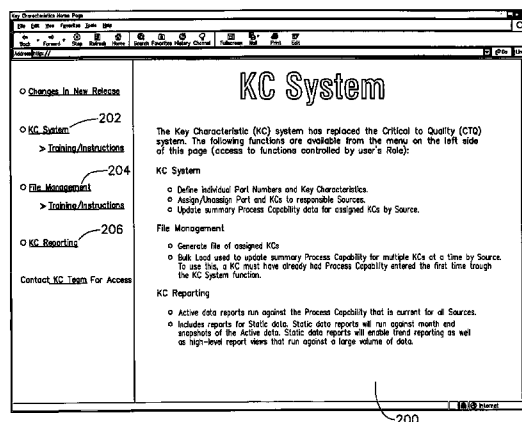 Key Characteristics Home Page
File Edit View Favorites Tools Help
Back Forward Stop Refresh Home Search Favorites History Channel Fullscreen Mail Print Edit
Address http:// Go
KC System
○ Changes In New Release
○ KC System 202
> Training/Instructions
○ File Management 204
> Training/Instructions
○ KC Reporting 206
Contact KC Team For Access
The Key Characteristic (KC) system has replaced the Critical to Quality (CTQ)
system. The following functions are available from the menu on the left side
of this page (access to functions controlled by user's Role):
KC System
○ Define individual Part Numbers and Key Characteristics.
○ Assign/Unassign Part and KCs to responsible Sources.
○ Update summary Process Capability data for assigned KCs by Source.
File Management
○ Generate file of assigned KCs
○ Bulk Load used to update summary Process Capability for multiple KCs at a time by Source.
To use this, a KC must have already had Process Capability entered the first time trough
the KC System function.
KC Reporting
○ Active data reports run against the Process Capability that is current for all Sources.
○ Includes reports for Static data. Static data reports will run against month end
snapshots of the Active data. Static data reports will enable trend reporting as well
as high-level report views that run against a large volume of data.
Internet
200